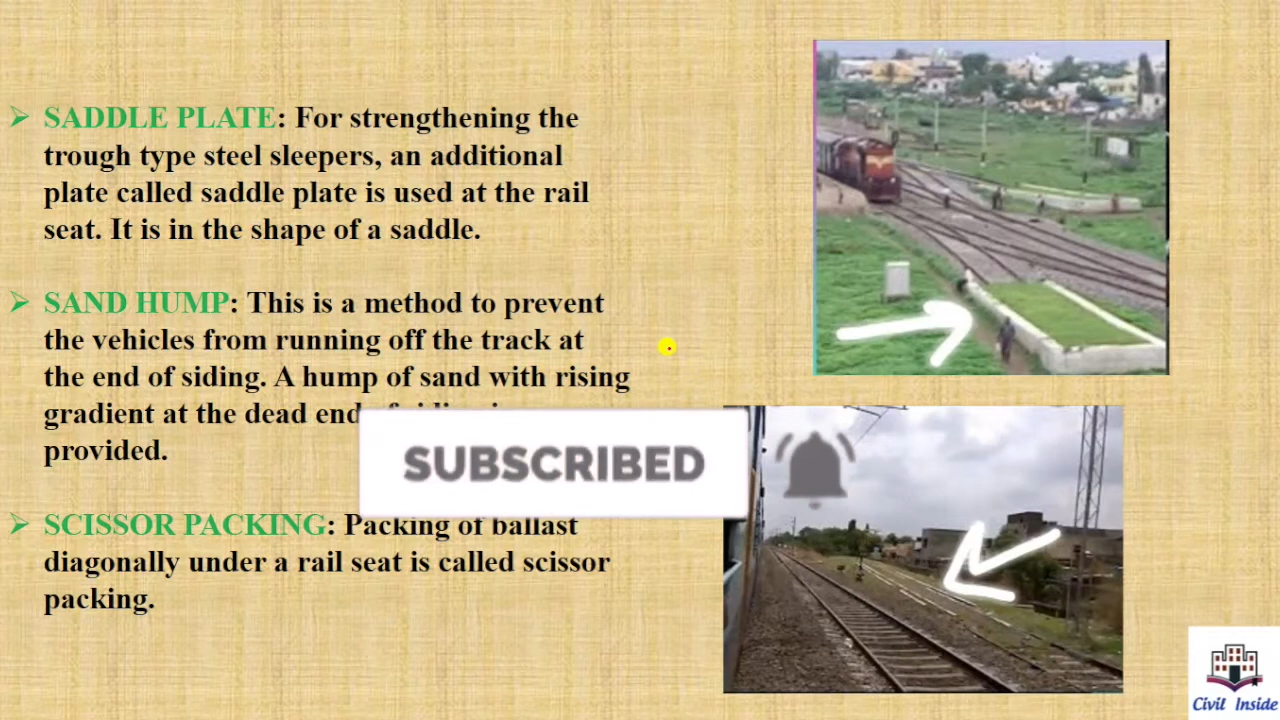 SADDLE PLATE: For strengthening the
trough type steel sleepers, an additional
plate called saddle plate is used at the rail
seat. It is in the shape of a saddle.
SAND HUMP: This is a method to prevent
the vehicles from running off the track at
the end of siding. A hump of sand with rising
gradient at the dead end
provided.
SUBSCRIBED
SCISSOR PACKING: Packing of ballast
diagonally under a rail seat is called scissor
packing.
Civil Inside